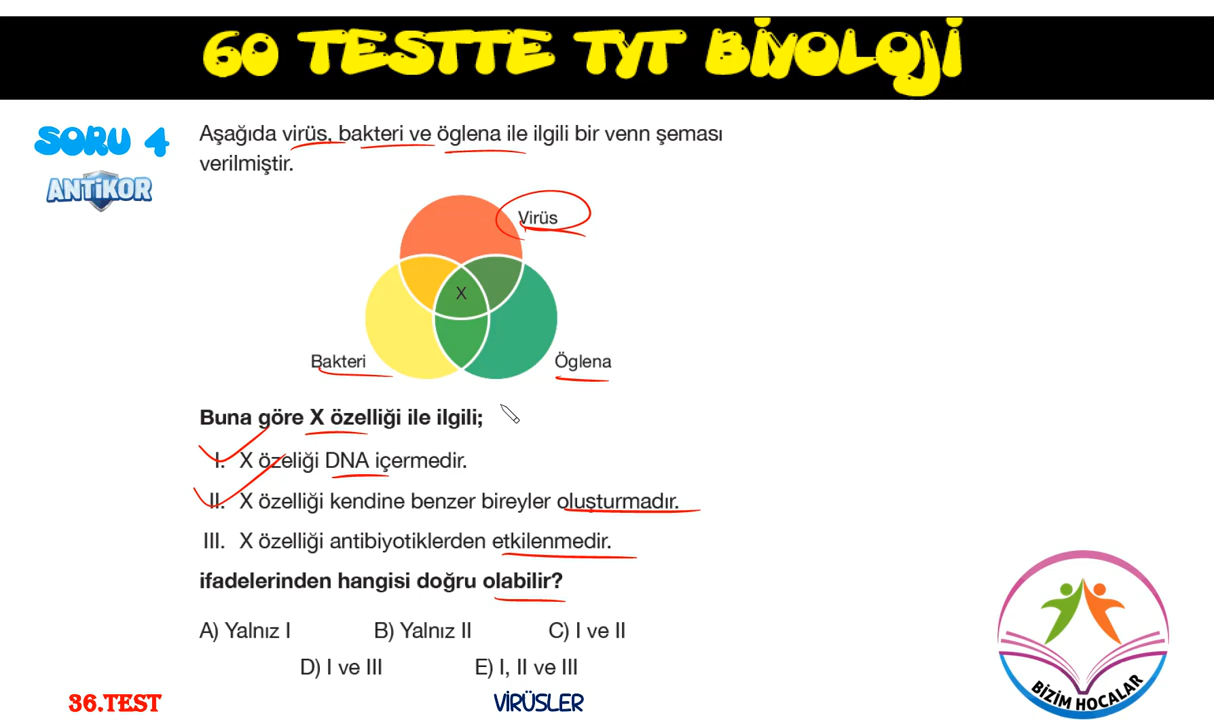 60 TESTTE TYT BİYOLOJİ
SORU 4
ANTİKOR
Aşağıda virüs, bakteri ve öglena ile ilgili bir venn şeması
verilmiştir.
Virüs
X
Bakteri
Öglena
Buna göre X özelliği ile ilgili;
I. X özeliği DNA içermedir.
II. X özelliği kendine benzer bireyler oluşturmadır.
III. X özelliği antibiyotiklerden etkilenmedir.
ifadelerinden hangisi doğru olabilir?
A) Yalnız I B) Yalnız II C) I ve II
D) I ve III E) I, II ve III
BİZİM HOCALAR
36.TEST
VİRÜSLER